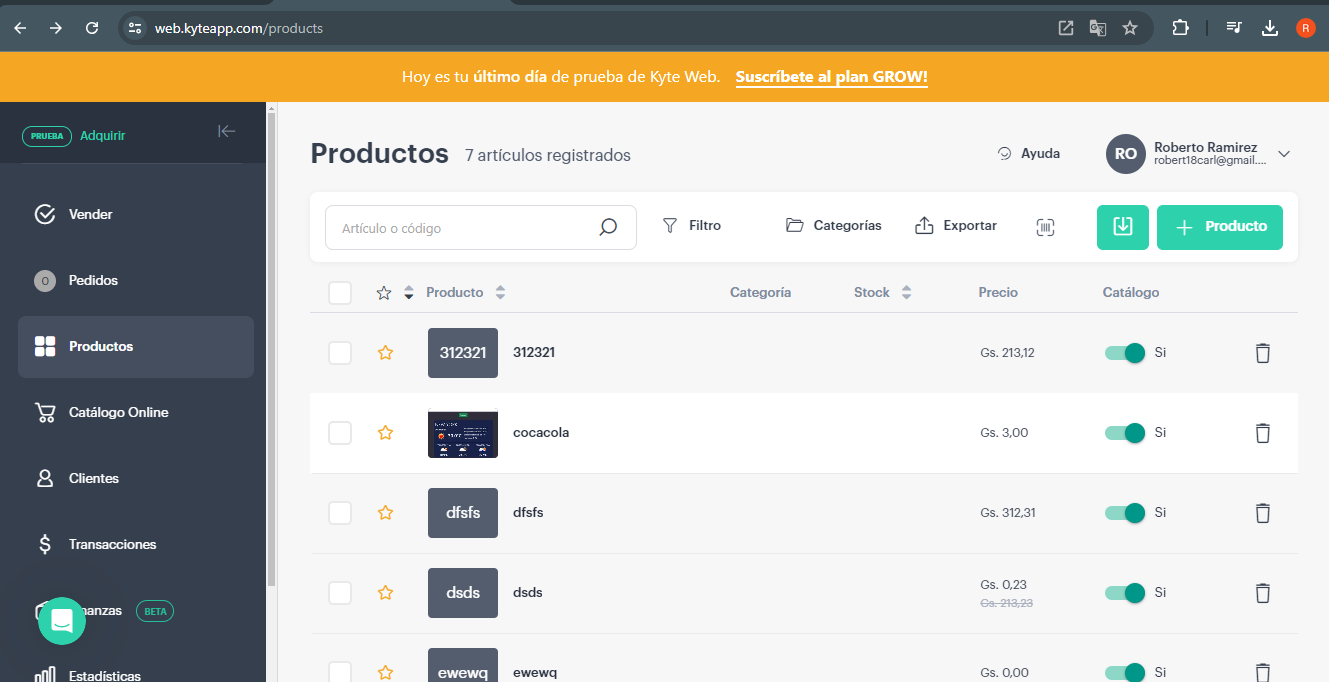 web.kyteapp.com/products
R
Hoy es tu último día de prueba de Kyte Web. Suscríbete al plan GROW!
PRUEBA Adquirir
Vender
0 Pedidos
Productos
Catálogo Online
Clientes
Transacciones
anzas BETA
Estadísticas
Productos 7 artículos registrados
Ayuda
RO
Roberto Ramirez
robert18carl@gmail....
Artículo o código
Filtro
Categorías
Exportar
Producto
Producto Categoría Stock Precio Catálogo
312321 312321 Gs. 213,12 Si
cocacola Gs. 3,00 Si
dfsfs dfsfs Gs. 312,31 Si
dsds dsds Gs. 0,23 Si
Gs. 213,23
ewewq ewewq Gs. 0,00 Si